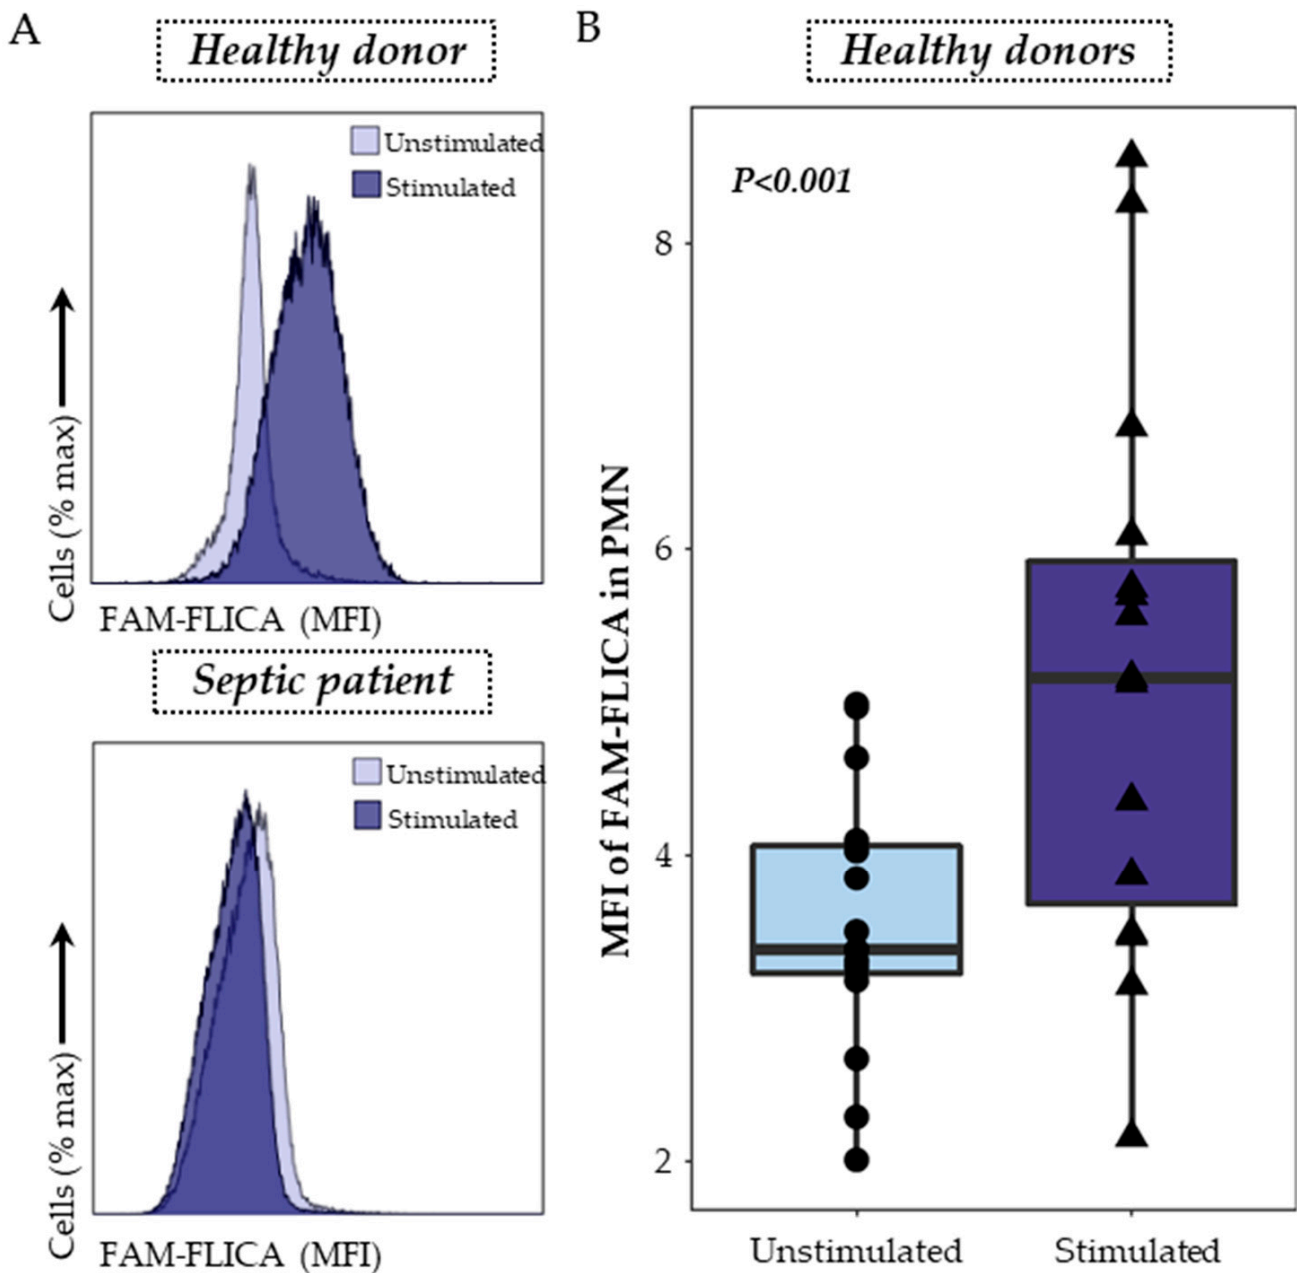 A
Healthy donor
Unstimulated
Stimulated
Cells (% max)
FAM-FLICA (MFI)
Septic patient
Unstimulated
Stimulated
Cells (% max)
FAM-FLICA (MFI)
B
Healthy donors
P<0.001
8
6
4
2
MFI of FAM-FLICA in PMN
Unstimulated
Stimulated